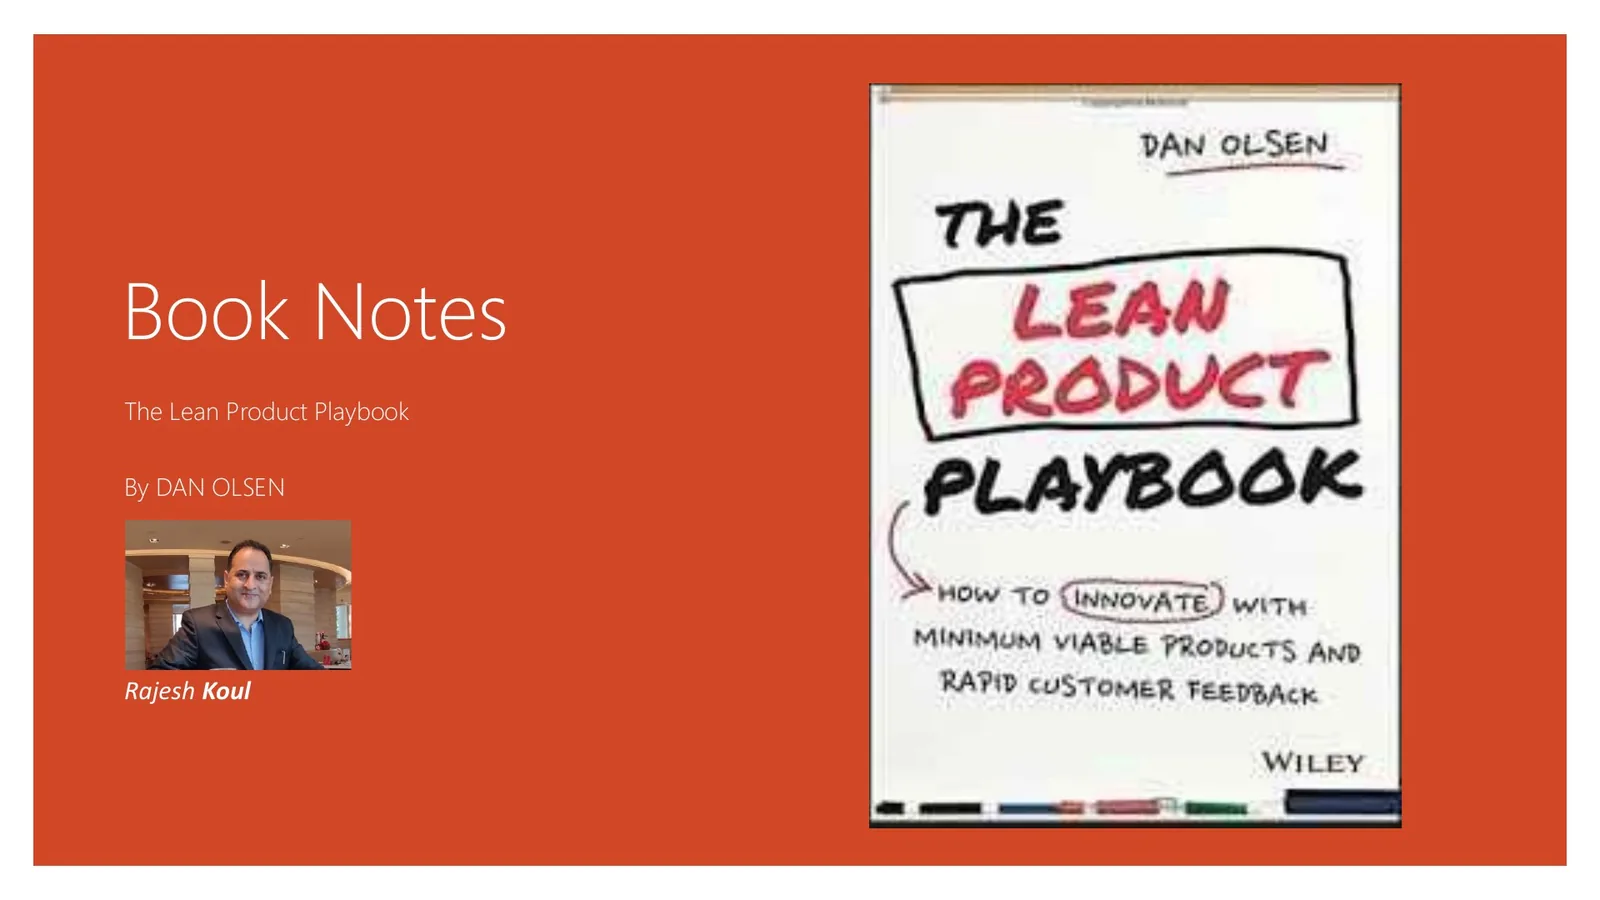 Book Notes
The Lean Product Playbook
By DAN OLSEN
Rajesh Koul
DAN OLSEN
THE
LEAN
PRODUCT
PLAYBOOK
HOW TO INNOVATE WITH
MINIMUM VIABLE PRODUCTS AND
RAPID CUSTOMER FEEDBACK
WILEY